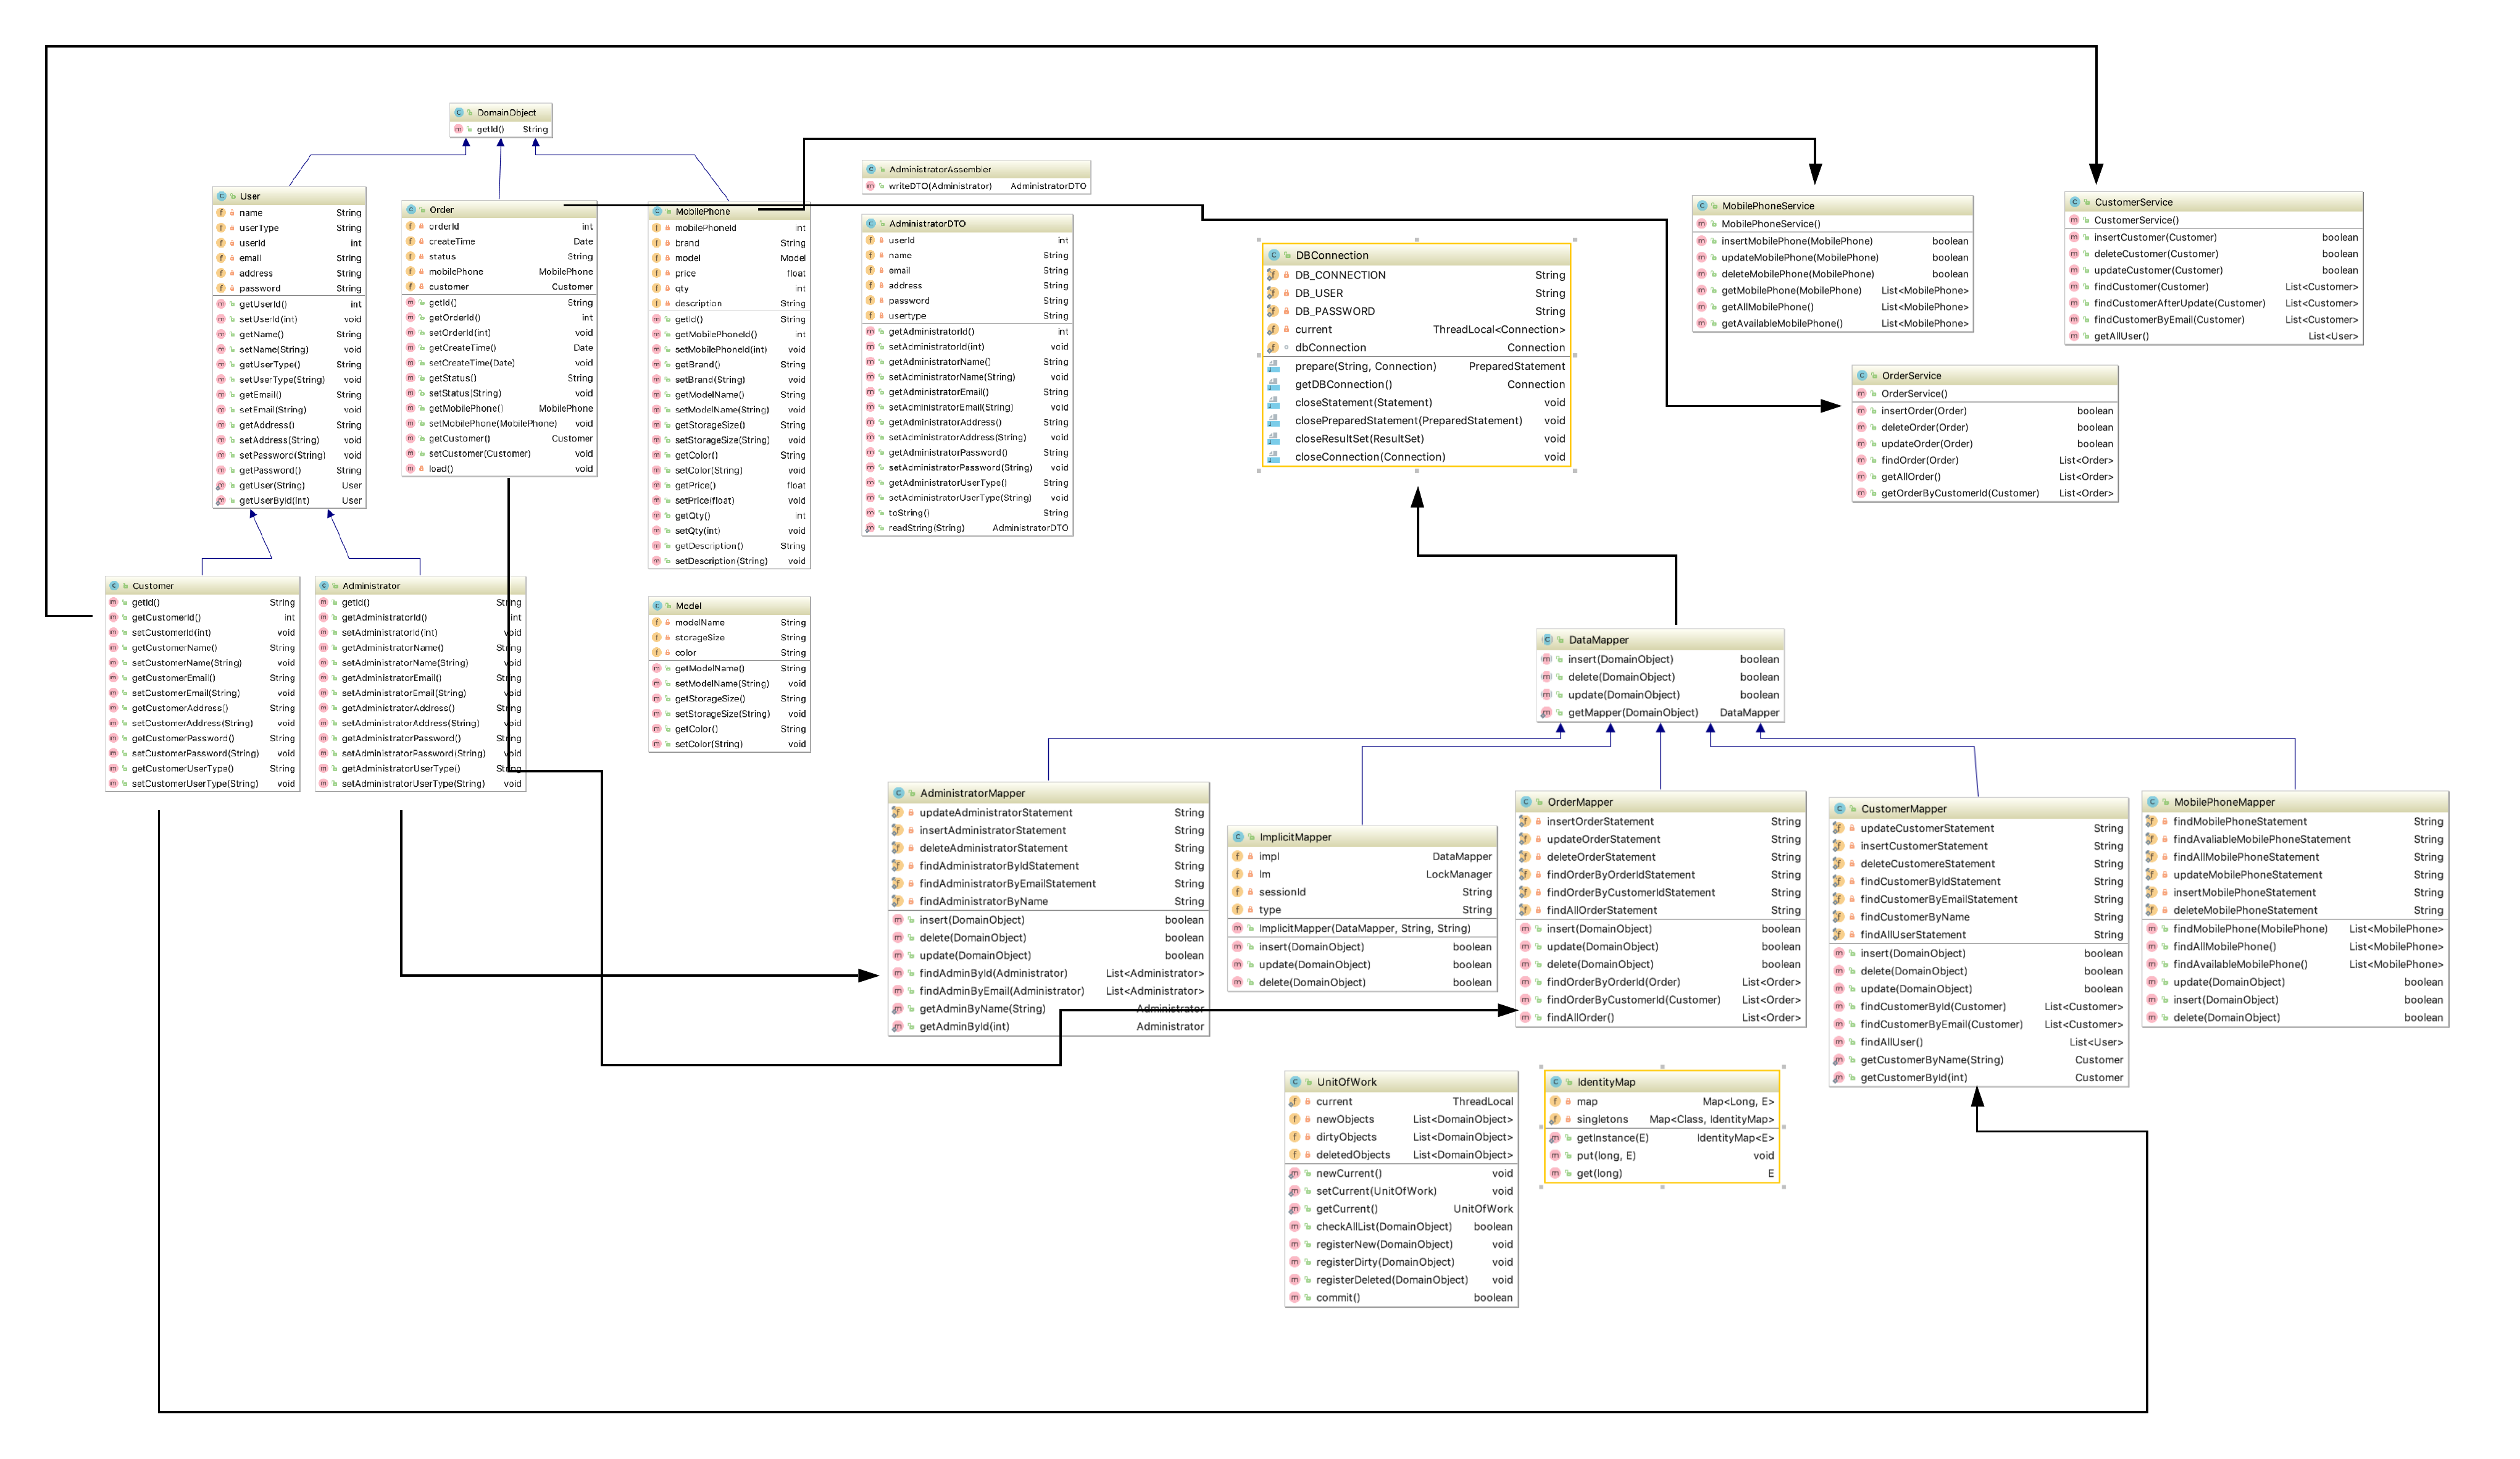 DomainObject
getId() String
User
name String
userType String
userId int
email String
address String
password String
getUserId() int
setUserId(int) void
getName() String
setName(String) void
getUserType() String
setUserType(String) void
getEmail() String
setEmail(String) void
getAddress() String
setAddress(String) void
setPassword(String) void
getPassword() String
getUser(String) User
getUserById(int) User
Order
orderId int
createTime Date
status String
mobilePhone MobilePhone
customer Customer
getId() String
getOrderId() int
setOrderId(int) void
getCreateTime() Date
setCreateTime(Date) void
getStatus() String
setStatus(String) void
getMobilePhone() MobilePhone
setMobilePhone(MobilePhone) void
getCustomer() Customer
setCustomer(Customer) void
load() void
MobilePhone
mobilePhoneId int
brand String
model Model
price float
qty int
description String
getId() String
getMobilePhoneId() int
setMobilePhoneId(int) void
getBrand() String
setBrand(String) void
getModelName() String
setModelName(String) void
getStorageSize() String
setStorageSize(String) void
getColor() String
setColor(String) void
getPrice() float
setPrice(float) void
getQty() int
setQty(int) void
getDescription() String
setDescription(String) void
AdministratorAssembler
writeDTO(Administrator) AdministratorDTO
AdministratorDTO
userId int
name String
email String
address String
password String
usertype String
getAdministratorId() int
setAdministratorId(int) void
getAdministratorName() String
setAdministratorName(String) void
getAdministratorEmail() String
setAdministratorEmail(String) void
getAdministratorAddress() String
setAdministratorAddress(String) void
getAdministratorPassword() String
setAdministratorPassword(String) void
getAdministratorUserType() String
setAdministratorUserType(String) void
toString() String
readString(String) AdministratorDTO
DBConnection
DB_CONNECTION String
DB_USER String
DB_PASSWORD String
current ThreadLocal<Connection>
dbConnection Connection
prepare(String, Connection) PreparedStatement
getDBConnection() Connection
closeStatement(Statement) void
closePreparedStatement(PreparedStatement) void
closeResultSet(ResultSet) void
closeConnection(Connection) void
MobilePhoneService
MobilePhoneService()
insertMobilePhone(MobilePhone) boolean
updateMobilePhone(MobilePhone) boolean
deleteMobilePhone(MobilePhone) boolean
getMobilePhone(MobilePhone) List<MobilePhone>
getAllMobilePhone() List<MobilePhone>
getAvailableMobilePhone() List<MobilePhone>
CustomerService
CustomerService()
insertCustomer(Customer) boolean
deleteCustomer(Customer) boolean
updateCustomer(Customer) boolean
findCustomer(Customer) List<Customer>
findCustomerAfterUpdate(Customer) List<Customer>
findCustomerByEmail(Customer) List<Customer>
getAllUser() List<User>
OrderService
OrderService()
insertOrder(Order) boolean
deleteOrder(Order) boolean
updateOrder(Order) boolean
findOrder(Order) List<Order>
getAllOrder() List<Order>
getOrderByCustomerId(Customer) List<Order>
Customer
getId() String
getCustomerId() int
setCustomerId(int) void
getCustomerName() String
setCustomerName(String) void
getCustomerEmail() String
setCustomerEmail(String) void
getCustomerAddress() String
setCustomerAddress(String) void
getCustomerPassword() String
setCustomerPassword(String) void
getCustomerUserType() String
setCustomerUserType(String) void
Administrator
getId() String
getAdministratorId() int
setAdministratorId(int) void
getAdministratorName() String
setAdministratorName(String) void
getAdministratorEmail() String
setAdministratorEmail(String) void
getAdministratorAddress() String
setAdministratorAddress(String) void
getAdministratorPassword() String
setAdministratorPassword(String) void
getAdministratorUserType() String
setAdministratorUserType(String) void
Model
modelName String
storageSize String
color String
getModelName() String
setModelName(String) void
getStorageSize() String
setStorageSize(String) void
getColor() String
setColor(String) void
DataMapper
insert(DomainObject) boolean
delete(DomainObject) boolean
update(DomainObject) boolean
getMapper(DomainObject) DataMapper
AdministratorMapper
updateAdministratorStatement String
insertAdministratorStatement String
deleteAdministratorStatement String
findAdministratorByIdStatement String
findAdministratorByEmailStatement String
findAdministratorByName String
insert(DomainObject) boolean
delete(DomainObject) boolean
update(DomainObject) boolean
findAdminById(Administrator) List<Administrator>
findAdminByEmail(Administrator) List<Administrator>
getAdminByName(String) Administrator
getAdminById(int) Administrator
ImplicitMapper
impl DataMapper
lm LockManager
sessionId String
type String
ImplicitMapper(DataMapper, String, String)
insert(DomainObject) boolean
update(DomainObject) boolean
delete(DomainObject) boolean
OrderMapper
insertOrderStatement String
updateOrderStatement String
deleteOrderStatement String
findOrderByOrderIdStatement String
findOrderByCustomerIdStatement String
findAllOrderStatement String
insert(DomainObject) boolean
update(DomainObject) boolean
delete(DomainObject) boolean
findOrderByOrderId(Order) List<Order>
findOrderByCustomerId(Customer) List<Order>
findAllOrder() List<Order>
CustomerMapper
updateCustomerStatement String
insertCustomerStatement String
deleteCustomereStatement String
findCustomerByIdStatement String
findCustomerByEmailStatement String
findCustomerByName String
findAllUserStatement String
insert(DomainObject) boolean
delete(DomainObject) boolean
update(DomainObject) boolean
findCustomerById(Customer) List<Customer>
findCustomerByEmail(Customer) List<Customer>
findAllUser() List<User>
getCustomerByName(String) Customer
getCustomerById(int) Customer
MobilePhoneMapper
findMobilePhoneStatement String
findAvaliableMobilePhoneStatement String
findAllMobilePhoneStatement String
updateMobilePhoneStatement String
insertMobilePhoneStatement String
deleteMobilePhoneStatement String
findMobilePhone(MobilePhone) List<MobilePhone>
findAllMobilePhone() List<MobilePhone>
findAvailableMobilePhone() List<MobilePhone>
update(DomainObject) boolean
insert(DomainObject) boolean
delete(DomainObject) boolean
UnitOfWork
current ThreadLocal
newObjects List<DomainObject>
dirtyObjects List<DomainObject>
deletedObjects List<DomainObject>
newCurrent() void
setCurrent(UnitOfWork) void
getCurrent() UnitOfWork
checkAllList(DomainObject) boolean
registerNew(DomainObject) void
registerDirty(DomainObject) void
registerDeleted(DomainObject) void
commit() boolean
IdentityMap
map Map<Long, E>
singletons Map<Class, IdentityMap>
getInstance(E) IdentityMap<E>
put(long, E) void
get(long) E